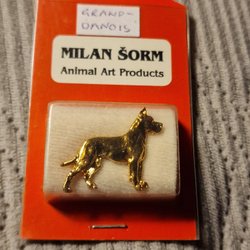 GRAND-
DANOIS
MILAN ŠORM
Animal Art Products